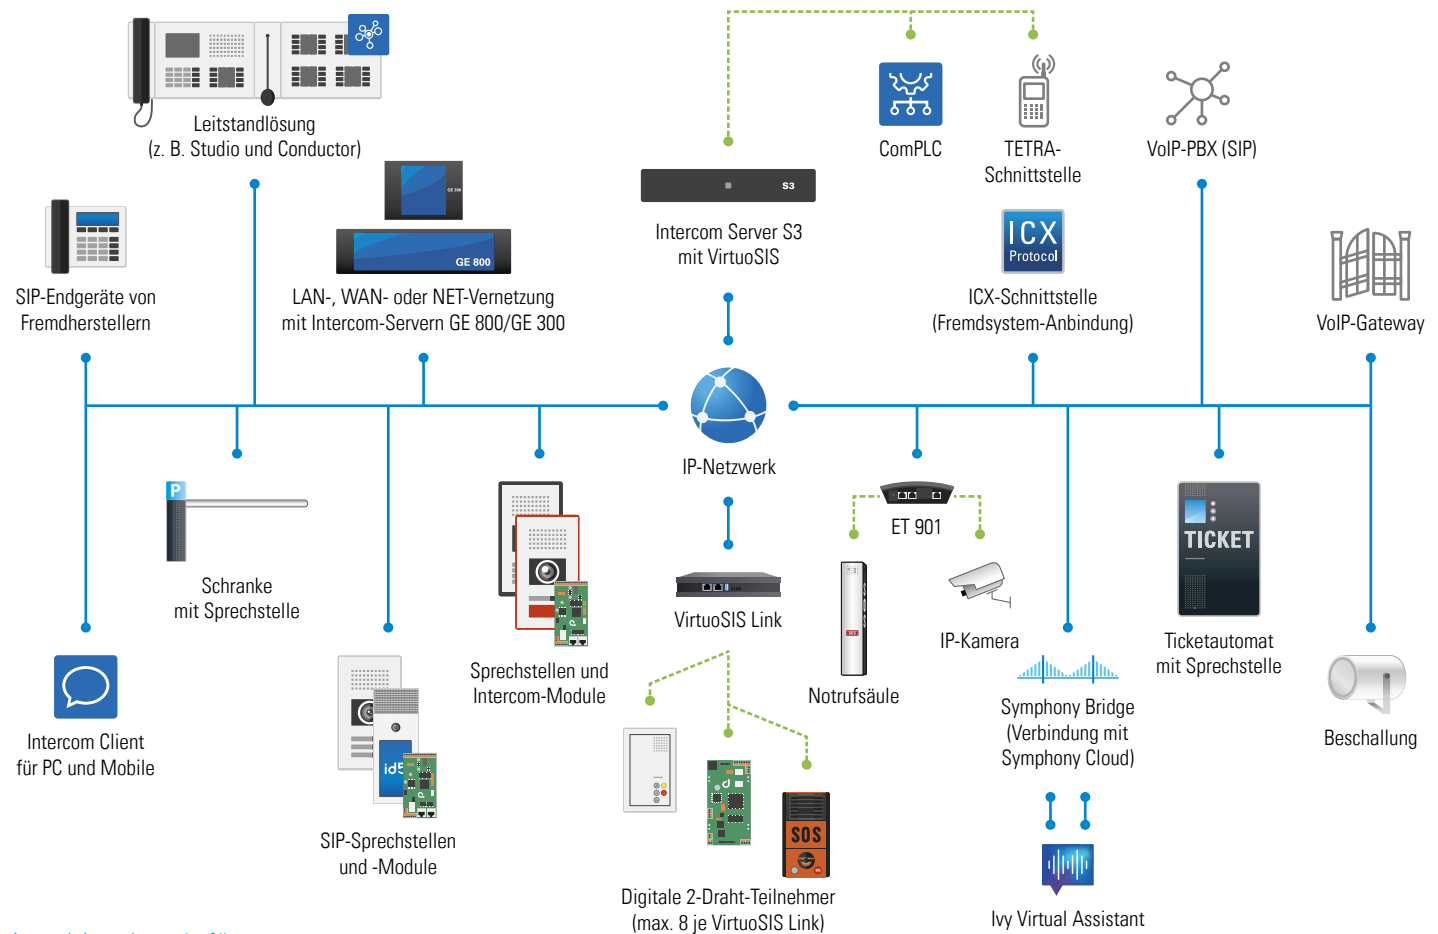 Leitstandlösung
(z. B. Studio und Conductor)
GE 300
GE 800
S3
ComPLC
TETRA-
Schnittstelle
VoIP-PBX (SIP)
Intercom Server S3
mit VirtuoSIS
ICX
Protocol
SIP-Endgeräte von
Fremdherstellern
LAN-, WAN- oder NET-Vernetzung
mit Intercom-Servern GE 800/GE 300
ICX-Schnittstelle
(Fremdsystem-Anbindung)
VoIP-Gateway
IP-Netzwerk
P
ET 901
TICKET
Schranke
mit Sprechstelle
VirtuoSIS Link
SOS
IP-Kamera
Ticketautomat
mit Sprechstelle
Sprechstellen und
Intercom-Module
Notrufsäule
Symphony Bridge
(Verbindung mit
Symphony Cloud)
Intercom Client
für PC und Mobile
Beschallung
id5
SOS
SIP-Sprechstellen
und -Module
Digitale 2-Draht-Teilnehmer
(max. 8 je VirtuoSIS Link)
Ivy Virtual Assistant